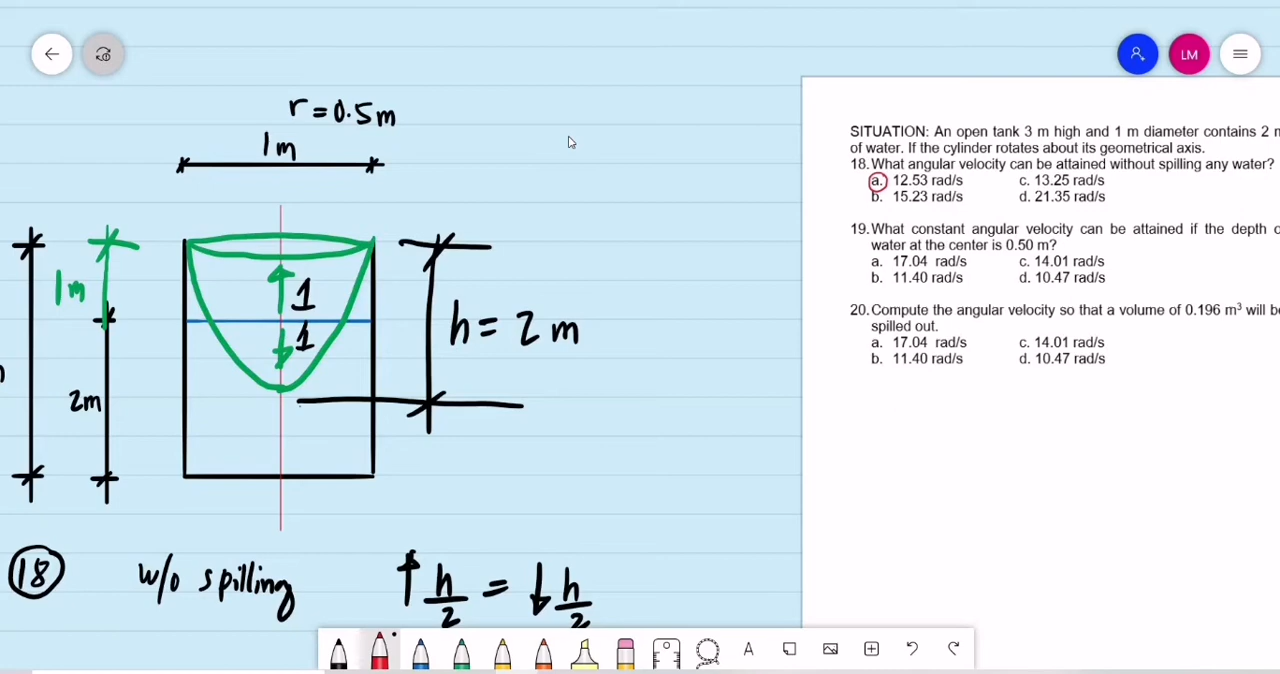 r = 0.5m
1m
LM
1m
1
1
h = 2 m
2m
18
w/o spilling
h/2 = h/2
SITUATION: An open tank 3 m high and 1 m diameter contains 2
of water. If the cylinder rotates about its geometrical axis.
18. What angular velocity can be attained without spilling any water?
a. 12.53 rad/s c. 13.25 rad/s
b. 15.23 rad/s d. 21.35 rad/s
19. What constant angular velocity can be attained if the depth
water at the center is 0.50 m?
a. 17.04 rad/s c. 14.01 rad/s
b. 11.40 rad/s d. 10.47 rad/s
20. Compute the angular velocity so that a volume of 0.196 m³ will
spilled out.
a. 17.04 rad/s c. 14.01 rad/s
b. 11.40 rad/s d. 10.47 rad/s
A